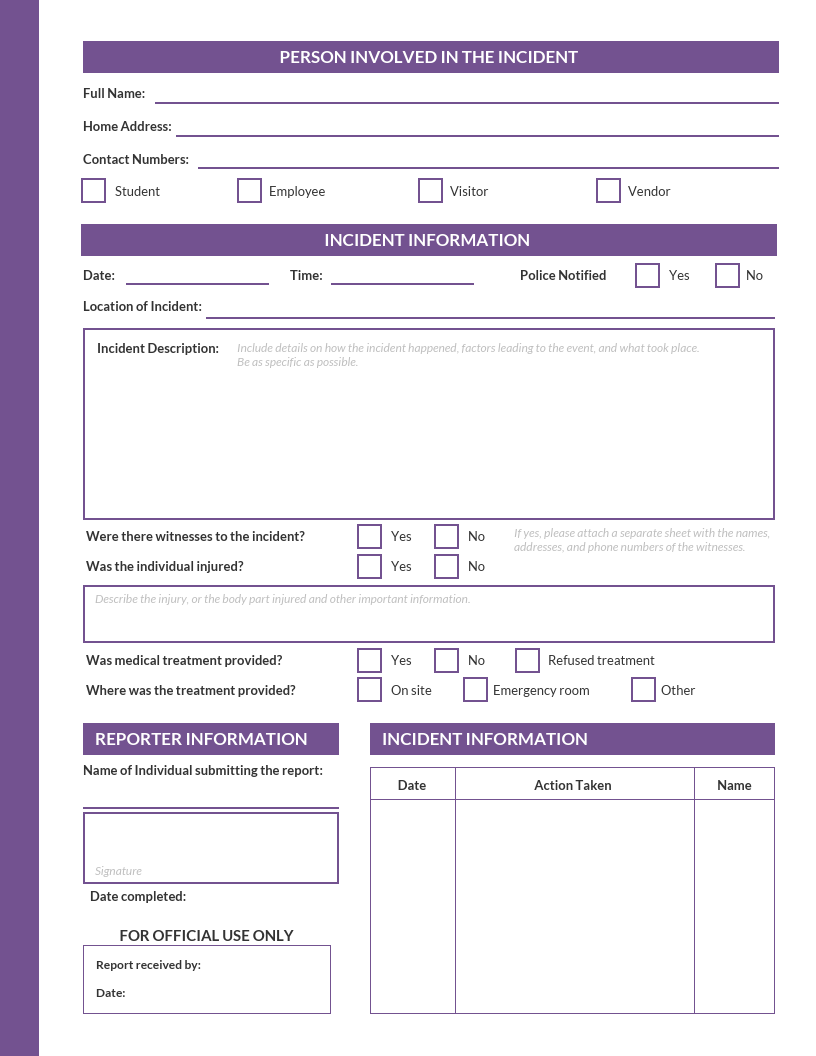 PERSON INVOLVED IN THE INCIDENT
Full Name:
Home Address:
Contact Numbers:
Student Employee Visitor Vendor
INCIDENT INFORMATION
Date: Time: Police Notified Yes No
Location of Incident:
Incident Description: Include details on how the incident happened, factors leading to the event, and what took place.
Be as specific as possible.
Were there witnesses to the incident? Yes No If yes, please attach a separate sheet with the names,
addresses, and phone numbers of the witnesses.
Was the individual injured? Yes No
Describe the injury, or the body part injured and other important information.
Was medical treatment provided? Yes No Refused treatment
Where was the treatment provided? On site Emergency room Other
REPORTER INFORMATION
Name of Individual submitting the report:
Signature
Date completed:
FOR OFFICIAL USE ONLY
Report received by:
Date:
INCIDENT INFORMATION
Date Action Taken Name